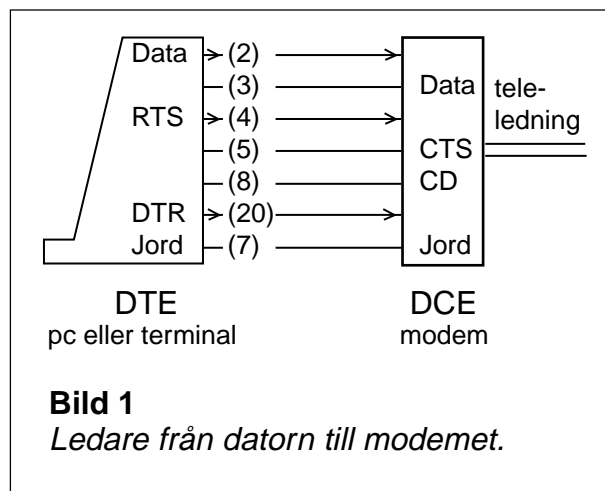 Data (2)
(3) Data
RTS (4)
(5) CTS
(8) CD
DTR (20)
Jord (7) Jord
tele-
ledning
DTE
pc eller terminal
DCE
modem
Bild 1
Ledare från datorn till modemet.